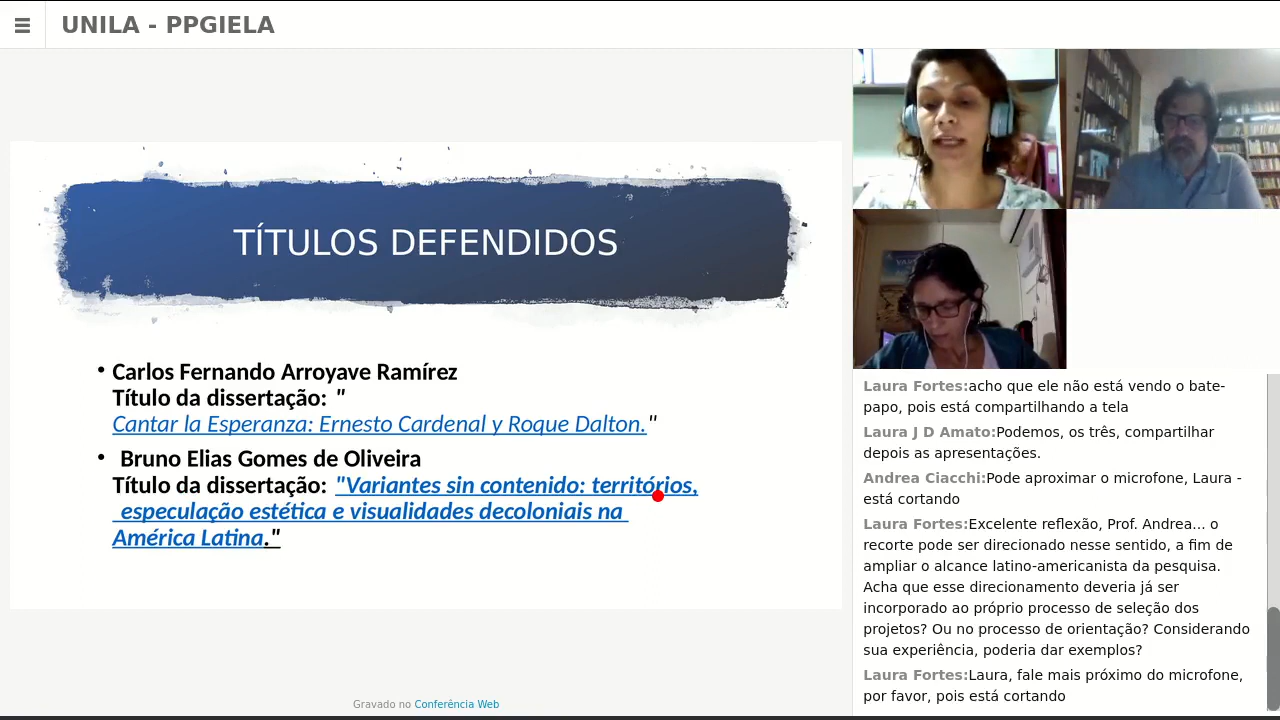 UNILA - PPGIELA
TÍTULOS DEFENDIDOS
• Carlos Fernando Arroyave Ramírez
Título da dissertação: "
Cantar la Esperanza: Ernesto Cardenal y Roque Dalton."
• Bruno Elias Gomes de Oliveira
Título da dissertação: "Variantes sin contenido: territórios,
especulação estética e visualidades decoloniais na
América Latina."
Gravado no Conferência Web
Laura Fortes:acho que ele não está vendo o bate-
papo, pois está compartilhando a tela
Laura J D Amato:Podemos, os três, compartilhar
depois as apresentações.
Andrea Ciacchi:Pode aproximar o microfone, Laura -
está cortando
Laura Fortes:Excelente reflexão, Prof. Andrea... o
recorte pode ser direcionado nesse sentido, a fim de
ampliar o alcance latino-americanista da pesquisa.
Acha que esse direcionamento deveria já ser
incorporado ao próprio processo de seleção dos
projetos? Ou no processo de orientação? Considerando
sua experiência, poderia dar exemplos?
Laura Fortes:Laura, fale mais próximo do microfone,
por favor, pois está cortando